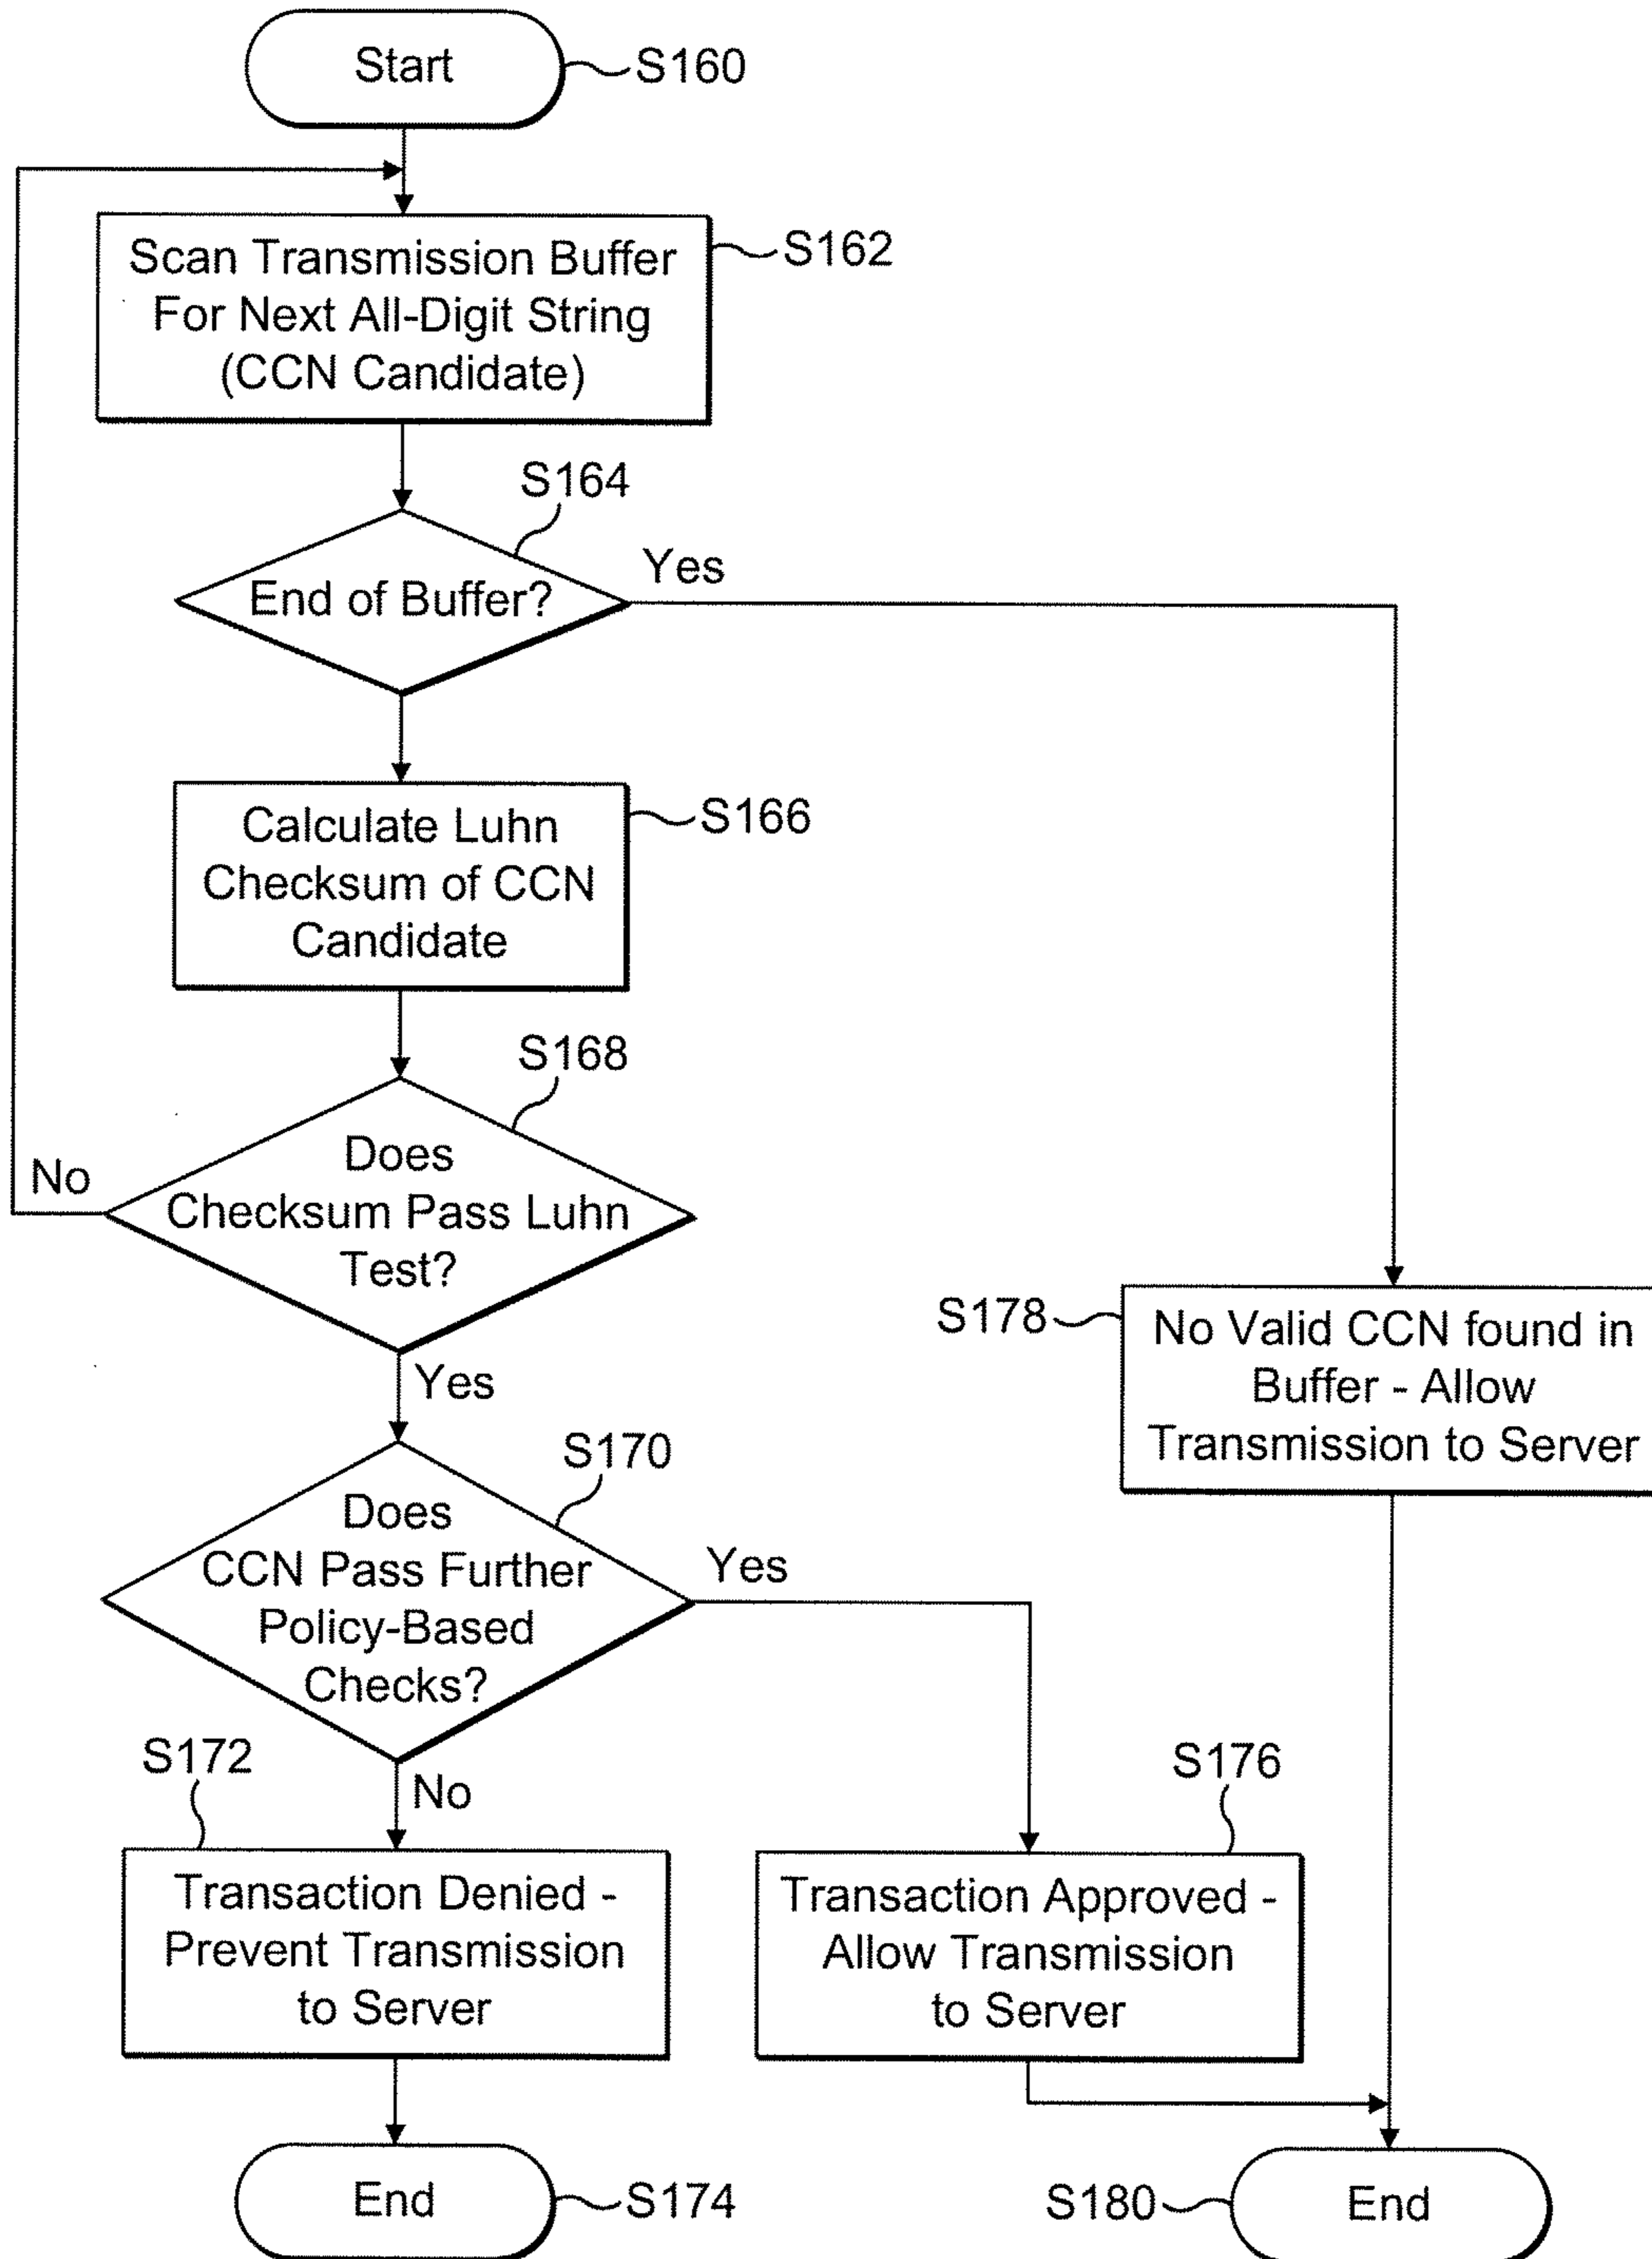 Start
S160
Scan Transmission Buffer
For Next All-Digit String
(CCN Candidate)
S162
S164
End of Buffer?
Yes
Calculate Luhn
Checksum of CCN
Candidate
S166
S168
Does
Checksum Pass Luhn
Test?
No
Yes
S178
No Valid CCN found in
Buffer - Allow
Transmission to Server
S170
Does
CCN Pass Further
Policy-Based
Checks?
Yes
No
S172
Transaction Denied -
Prevent Transmission
to Server
S176
Transaction Approved -
Allow Transmission
to Server
End
S174
S180
End